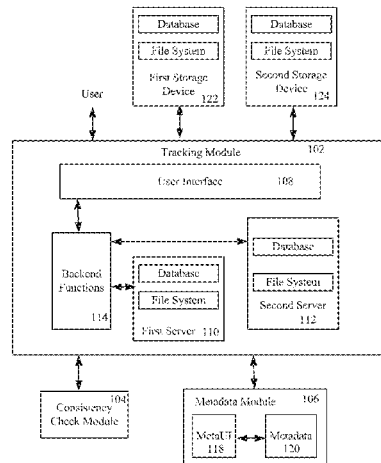 Database
File System
First Storage
Device
122
Database
File System
Second Storage
Device
124
User
Tracking Module
102
User Interface
108
Backend
Functions
114
Database
File System
First Server
110
Database
File System
Second Server
112
104
Consistency
Check Module
Metadata Module
106
MetaUI
118
Metadata
120